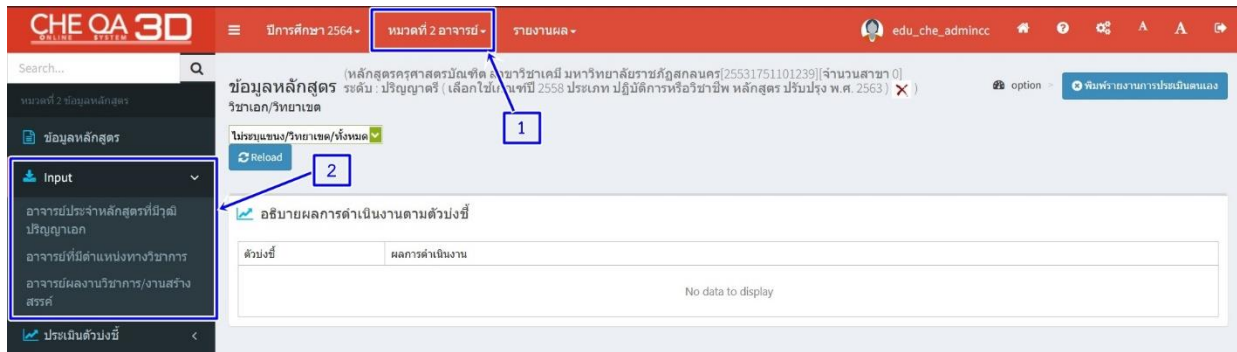 CHE QA 3D
ONLINE SYSTEM
ปีการศึกษา 2564
หมวดที่ 2 อาจารย์
รายงานผล
edu_che_admincc
A A
Search...
หมวดที่ 2 ข้อมูลหลักสูตร
ข้อมูลหลักสูตร
Input
อาจารย์ประจำหลักสูตรที่มีวุฒิ
ปริญญาเอก
อาจารย์ที่มีตำแหน่งทางวิชาการ
อาจารย์ผลงานวิชาการ/งานสร้าง
สรรค์
ประเมินตัวบ่งชี้
ข้อมูลหลักสูตร (หลักสูตรครุศาสตรบัณฑิต สาขาวิชาเคมี มหาวิทยาลัยราชภัฏสกลนคร[25531751101239][จำนวนสาขา 0]
ระดับ : ปริญญาตรี ( เลือกใช้เกณฑ์ปี 2558 ประเภท ปฏิบัติการหรือวิชาชีพ หลักสูตร ปรับปรุง พ.ศ. 2563 ) )
option >
พิมพ์รายงานการประเมินตนเอง
วิชาเอก/วิทยาเขต
ไม่ระบุแขนง/วิทยาเขต/ทั้งหมด
Reload
1
2
อธิบายผลการดำเนินงานตามตัวบ่งชี้
ตัวบ่งชี้ ผลการดำเนินงาน
No data to display